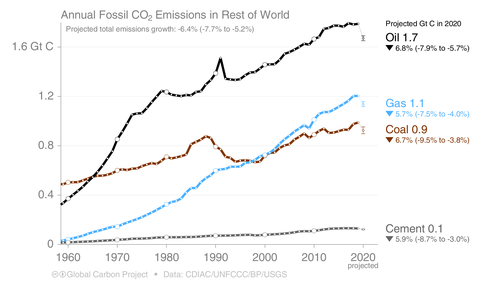 Annual Fossil CO₂ Emissions in Rest of World
Projected total emissions growth: -6.4% (-7.7% to -5.2%)
Projected Gt C in 2020
1.6 Gt C
1.2
0.8
0.4
0
Oil 1.7
▼ 6.8% (-7.9% to -5.7%)
Gas 1.1
▼ 5.7% (-7.5% to -4.0%)
Coal 0.9
▼ 6.7% (-9.5% to -3.8%)
Cement 0.1
▼ 5.9% (-8.7% to -3.0%)
1960 1970 1980 1990 2000 2010 2020
projected
Global Carbon Project • Data: CDIAC/UNFCCC/BP/USGS